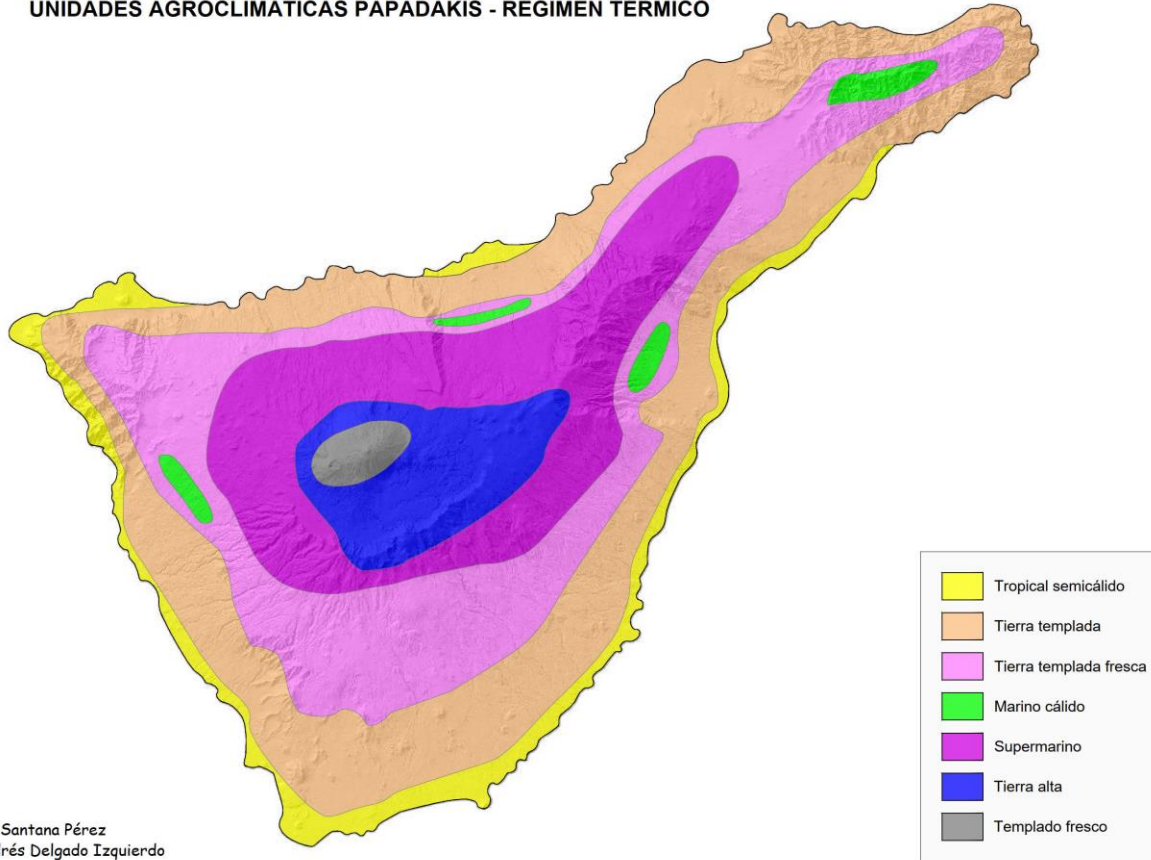 UNIDADES AGROCLIMATICAS PAPADAKIS - REGIMEN TERMICO
Tropical semicálido
Tierra templada
Tierra templada fresca
Marino cálido
Supermarino
Tierra alta
Templado fresco
Santana Pérez
rés Delgado Izquierdo